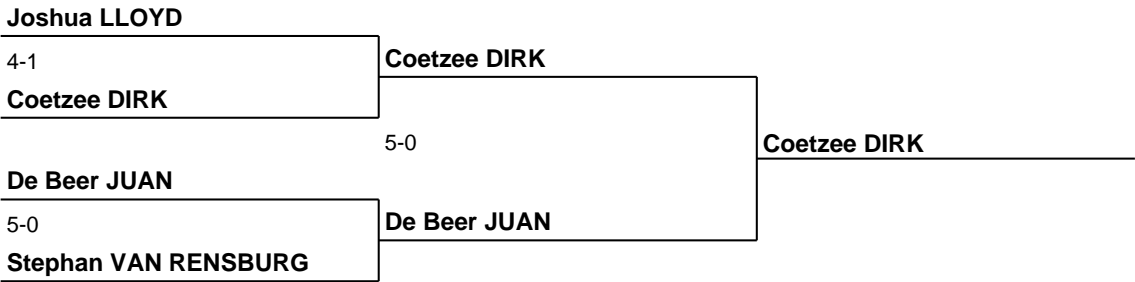 Joshua LLOYD
4-1
Coetzee DIRK
Coetzee DIRK
5-0
Coetzee DIRK
De Beer JUAN
5-0
De Beer JUAN
Stephan VAN RENSBURG